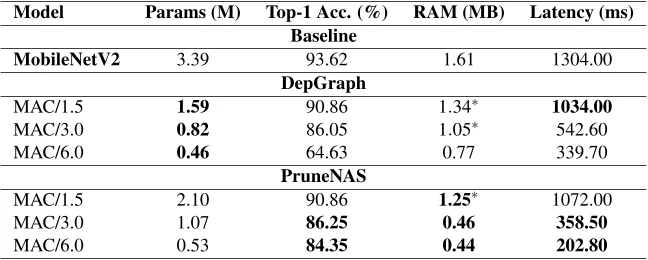 Model Params (M) Top-1 Acc. (%) RAM (MB) Latency (ms)
Baseline
MobileNetV2 3.39 93.62 1.61 1304.00
DepGraph
MAC/1.5 1.59 90.86 1.34* 1034.00
MAC/3.0 0.82 86.05 1.05* 542.60
MAC/6.0 0.46 64.63 0.77 339.70
PruneNAS
MAC/1.5 2.10 90.86 1.25* 1072.00
MAC/3.0 1.07 86.25 0.46 358.50
MAC/6.0 0.53 84.35 0.44 202.80